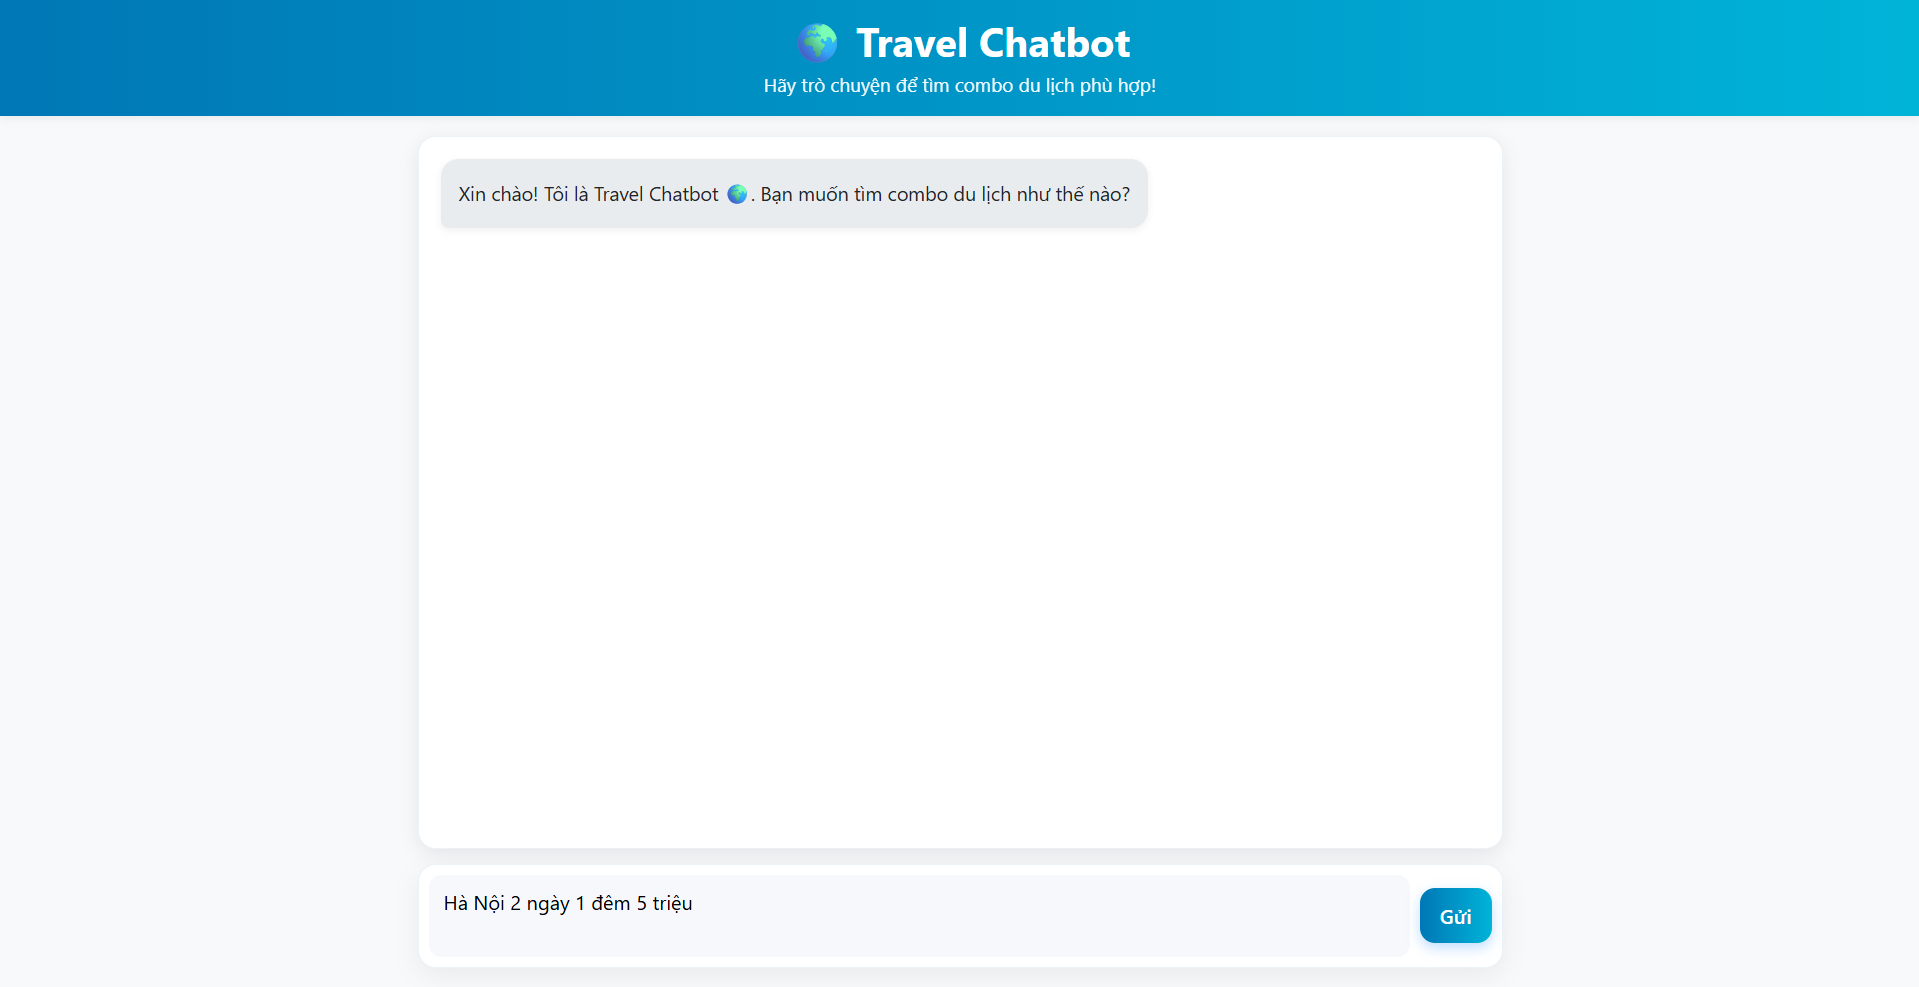 Travel Chatbot
Hãy trò chuyện để tìm combo du lịch phù hợp!
Xin chào! Tôi là Travel Chatbot 🌍. Bạn muốn tìm combo du lịch như thế nào?
Hà Nội 2 ngày 1 đêm 5 triệu
Gửi